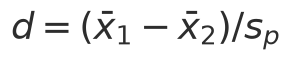 d = (x̄₁ − x̄₂)/sₚ